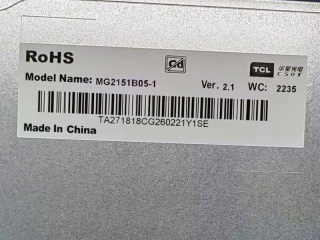 RoHS
Cd
TCL 华星光电
CSOT
Model Name: MG2151B05-1 Ver. 2.1 WC: 2235
TA271818CG260221Y1SE
Made In China